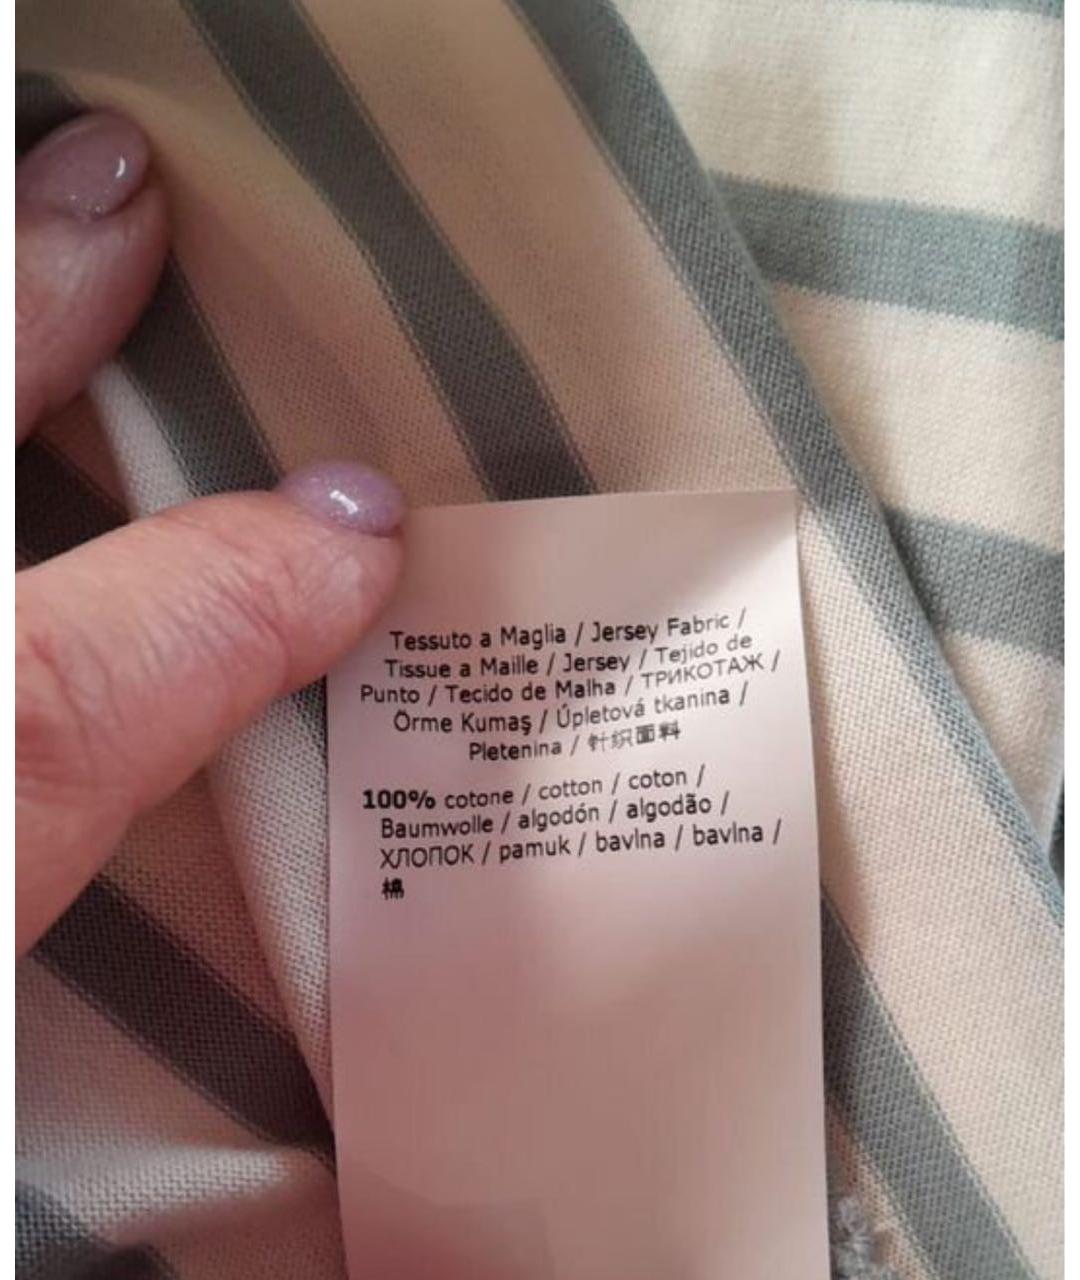 Tessuto a Maglia / Jersey Fabric /
Tissue a Maille / Jersey / Tejido de
Punto / Tecido de Malha / ТРИКОТАЖ /
Örme Kumaş / Úpletová tkanina /
Pletenina / 针织面料
100% cotone / cotton / coton /
Baumwolle / algodón / algodão /
ХЛОПОК / pamuk / bavlna / bavlna /
棉